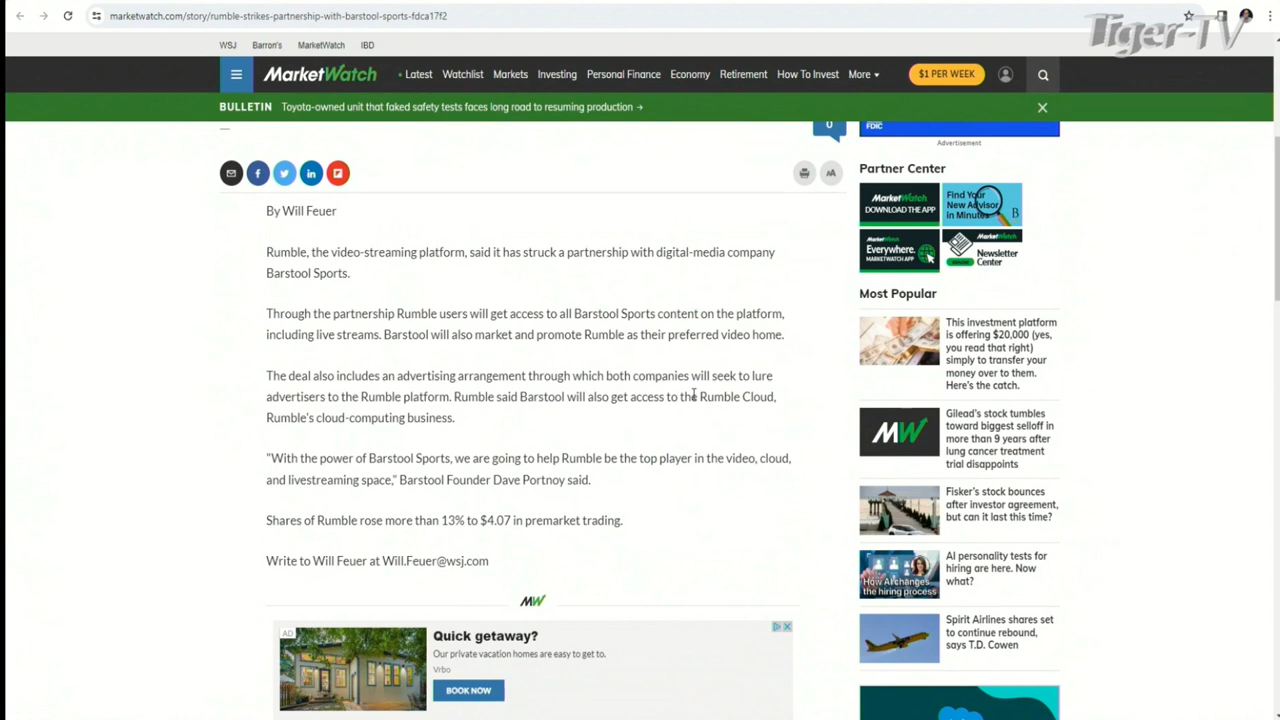 marketwatch.com/story/rumble-strikes-partnership-with-barstool-sports-fdca17f2
Tiger-TV
WSJ Barron's MarketWatch IBD
MarketWatch Latest Watchlist Markets Investing Personal Finance Economy Retirement How To Invest More $1 PER WEEK
BULLETIN Toyota-owned unit that faked safety tests faces long road to resuming production →
0
FDIC
Advertisement
By Will Feuer
Rumble, the video-streaming platform, said it has struck a partnership with digital-media company
Barstool Sports.
Through the partnership Rumble users will get access to all Barstool Sports content on the platform,
including live streams. Barstool will also market and promote Rumble as their preferred video home.
The deal also includes an advertising arrangement through which both companies will seek to lure
advertisers to the Rumble platform. Rumble said Barstool will also get access to the Rumble Cloud,
Rumble's cloud-computing business.
"With the power of Barstool Sports, we are going to help Rumble be the top player in the video, cloud,
and livestreaming space," Barstool Founder Dave Portnoy said.
Shares of Rumble rose more than 13% to $4.07 in premarket trading.
Write to Will Feuer at Will.Feuer@wsj.com
MW
AD
Quick getaway?
Our private vacation homes are easy to get to.
Vrbo
BOOK NOW
Partner Center
MarketWatch
DOWNLOAD THE APP
Find Your
New Advisor
in Minutes
B
MarketWatch
Everywhere.
MARKETWATCH APP
MarketWatch
Newsletter
Center
Most Popular
This investment platform
is offering $20,000 (yes,
you read that right)
simply to transfer your
money over to them.
Here's the catch.
MW
Gilead's stock tumbles
toward biggest selloff in
more than 9 years after
lung cancer treatment
trial disappoints
Fisker's stock bounces
after investor agreement,
but can it last this time?
How AI changes
the hiring process
AI personality tests for
hiring are here. Now
what?
Spirit Airlines shares set
to continue rebound,
says T.D. Cowen